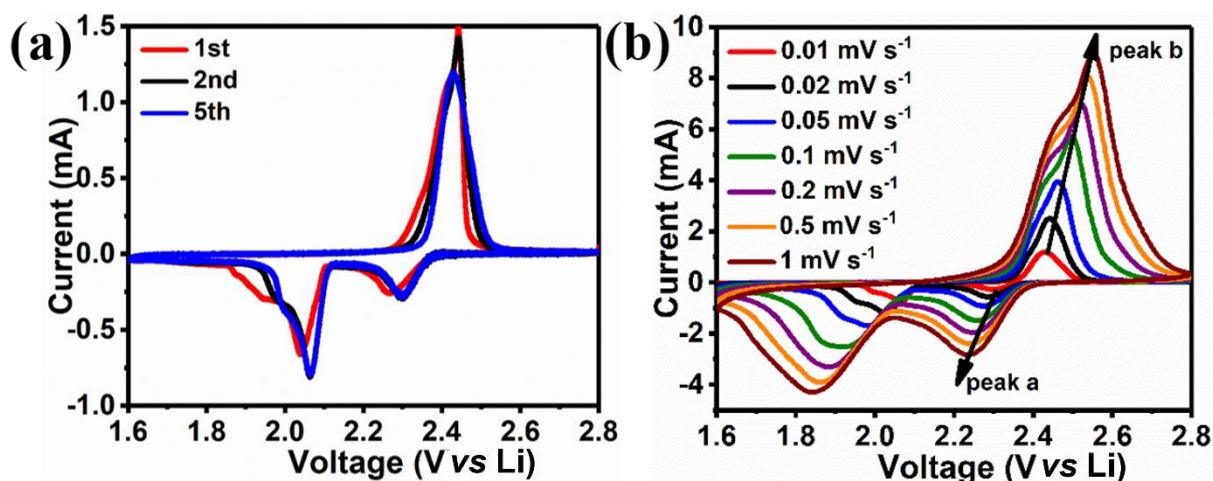 (a)
1st
2nd
5th
1.5
1.0
0.5
0.0
-0.5
-1.0
Current (mA)
1.6 1.8 2.0 2.2 2.4 2.6 2.8
Voltage (V vs Li)
(b)
0.01 mV s⁻¹
0.02 mV s⁻¹
0.05 mV s⁻¹
0.1 mV s⁻¹
0.2 mV s⁻¹
0.5 mV s⁻¹
1 mV s⁻¹
peak b
peak a
10
8
6
4
2
0
-2
-4
Current (mA)
1.6 1.8 2.0 2.2 2.4 2.6 2.8
Voltage (V vs Li)